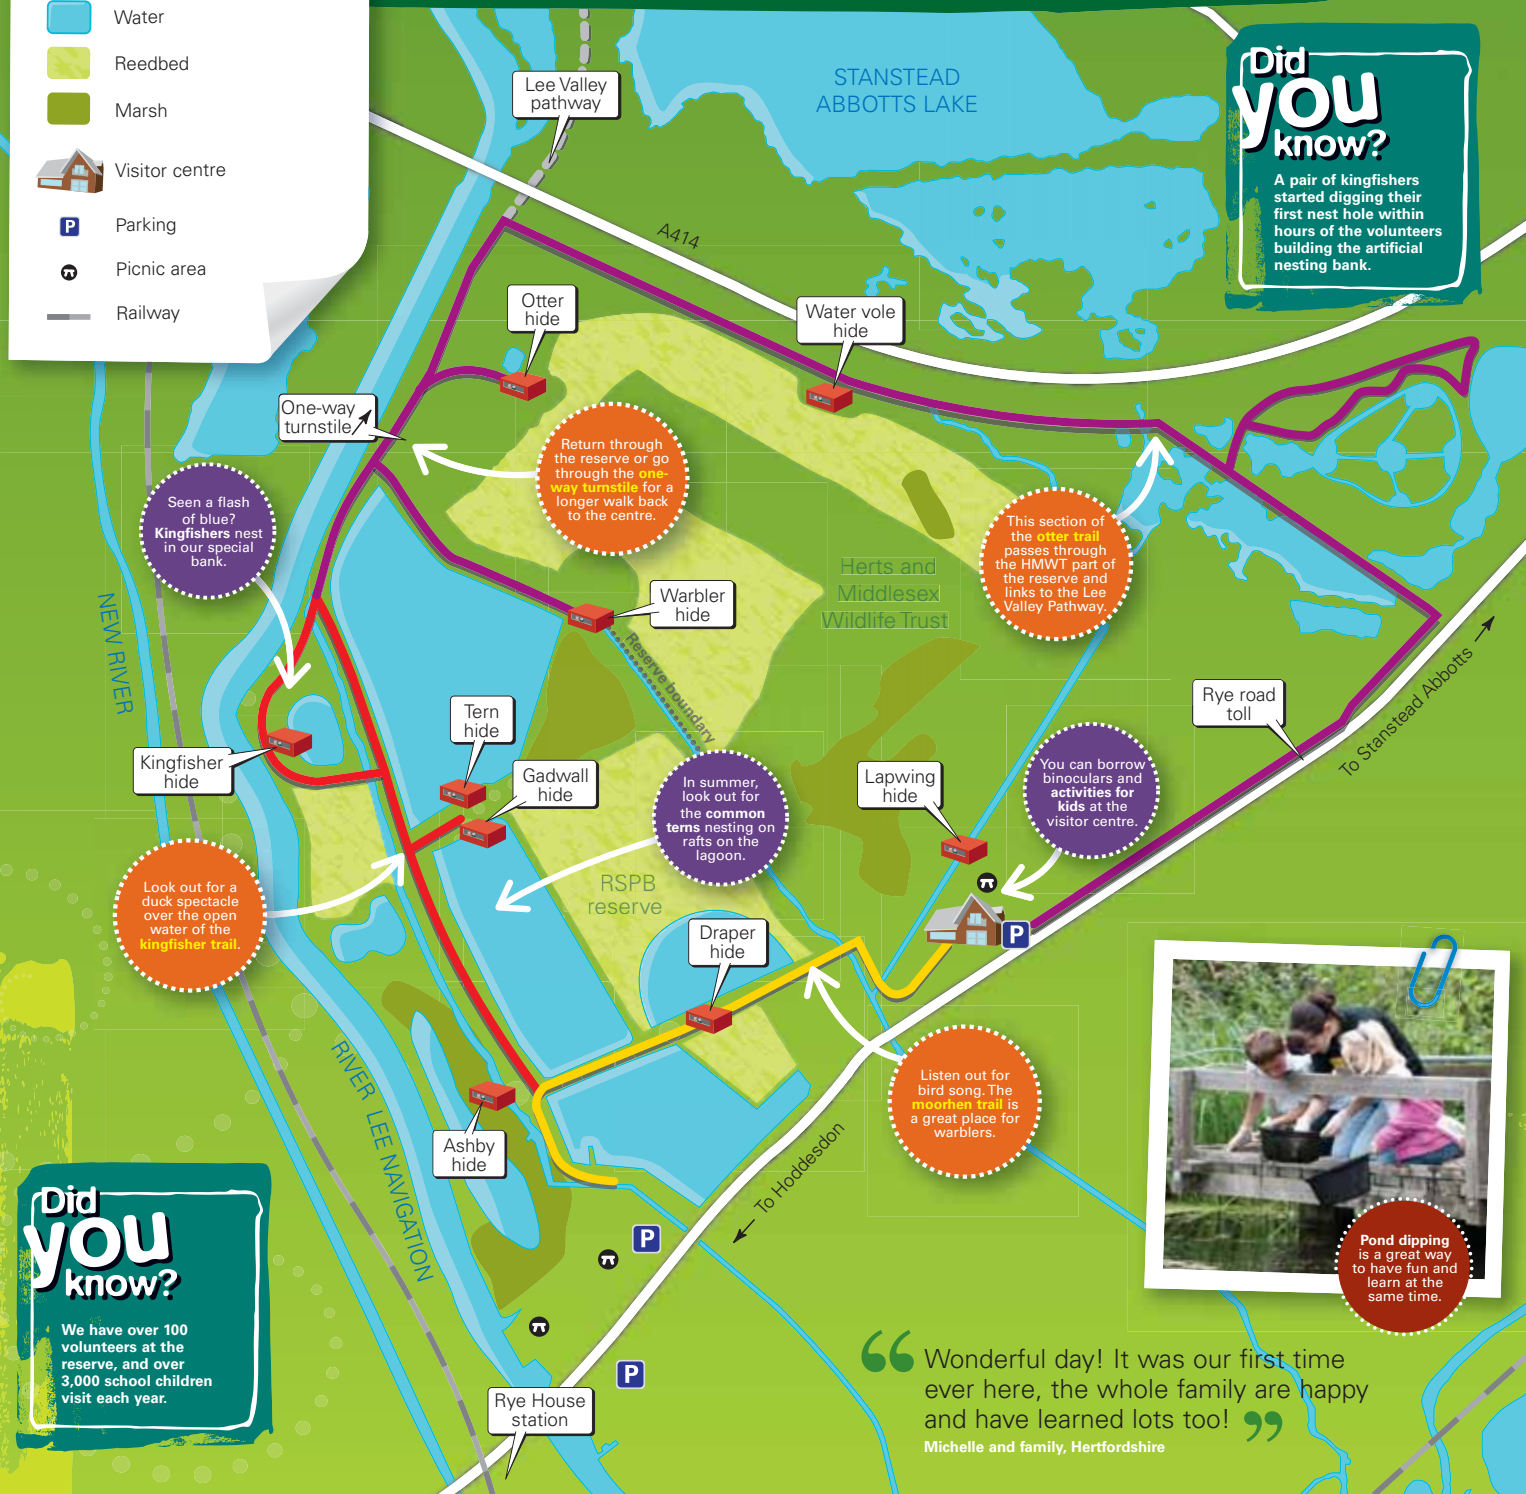 Water
Reedbed
Marsh
Visitor centre
P
Parking
Picnic area
Railway
Lee Valley
pathway
STANSTEAD
ABBOTTS LAKE
Did
you
know?
A pair of kingfishers
started digging their
first nest hole within
hours of the volunteers
building the artificial
nesting bank.
A414
Otter
hide
Water vole
hide
One-way
turnstile
Return through
the reserve or go
through the one-
way turnstile for a
longer walk back
to the centre.
Seen a flash
of blue?
Kingfishers nest
in our special
bank.
This section of
the otter trail
passes through
the HMWT part of
the reserve and
links to the Lee
Valley Pathway.
Herts and
Middlesex
Wildlife Trust
NEW RIVER
Warbler
hide
Reserve boundary
Rye road
toll
To Stanstead Abbotts
Tern
hide
Kingfisher
hide
Gadwall
hide
In summer,
look out for
the common
terns nesting on
rafts on the
lagoon.
Lapwing
hide
You can borrow
binoculars and
activities for
kids at the
visitor centre.
Look out for a
duck spectacle
over the open
water of the
kingfisher trail.
RSPB
reserve
Draper
hide
P
RIVER LEE NAVIGATION
Listen out for
bird song. The
moorhen trail is
a great place for
warblers.
Ashby
hide
To Hoddesdon
P
P
Rye House
station
Did
you
know?
We have over 100
volunteers at the
reserve, and over
3,000 school children
visit each year.
Pond dipping
is a great way
to have fun and
learn at the
same time.
“Wonderful day! It was our first time
ever here, the whole family are happy
and have learned lots too!”
Michelle and family, Hertfordshire